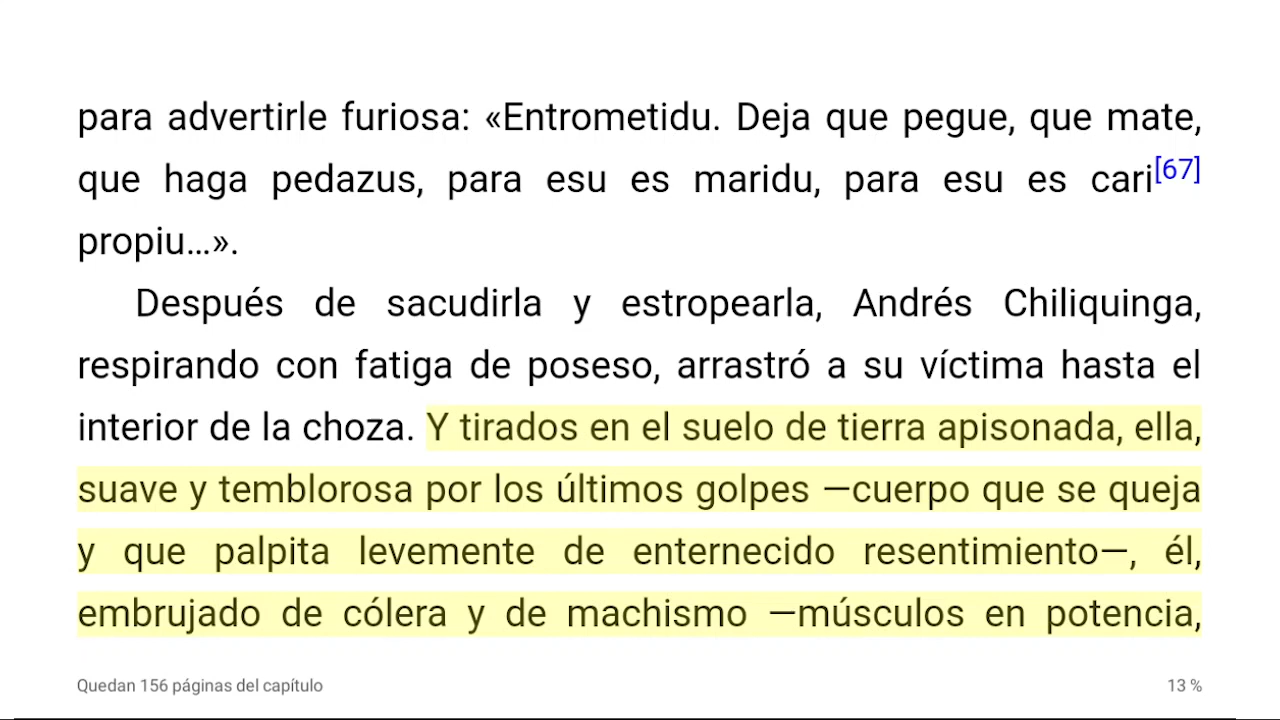 para advertirle furiosa: «Entrometidu. Deja que pegue, que mate,
que haga pedazus, para esu es maridu, para esu es cari[67]
propiu…».
Después de sacudirla y estropearla, Andrés Chiliquinga,
respirando con fatiga de poseso, arrastró a su víctima hasta el
interior de la choza. Y tirados en el suelo de tierra apisonada, ella,
suave y temblorosa por los últimos golpes —cuerpo que se queja
y que palpita levemente de enternecido resentimiento—, él,
embrujado de cólera y de machismo —músculos en potencia,
Quedan 156 páginas del capítulo
13 %